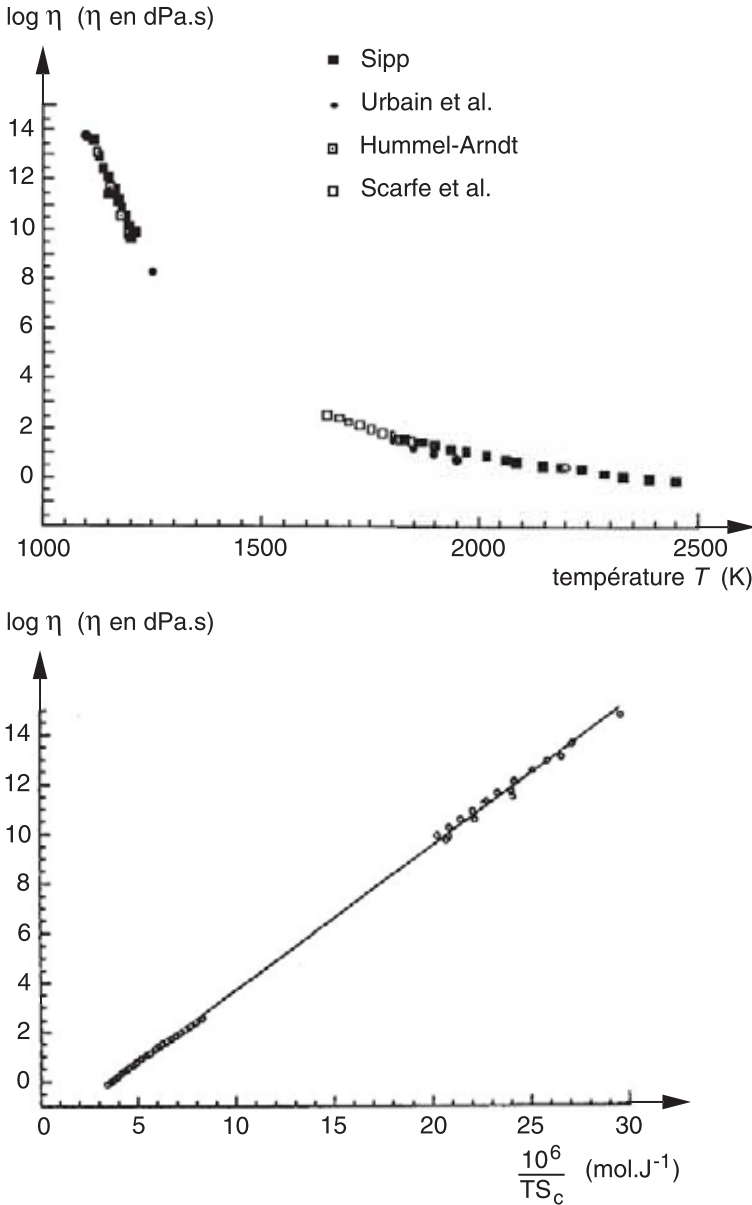 log η (η en dPa.s)
Sipp
Urbain et al.
Hummel-Arndt
Scarfe et al.
14
12
10
8
6
4
2
0
1000 1500 2000 2500
température T (K)
log η (η en dPa.s)
14
12
10
8
6
4
2
0
0 5 10 15 20 25 30
10⁶
TSc
(mol.J⁻¹)